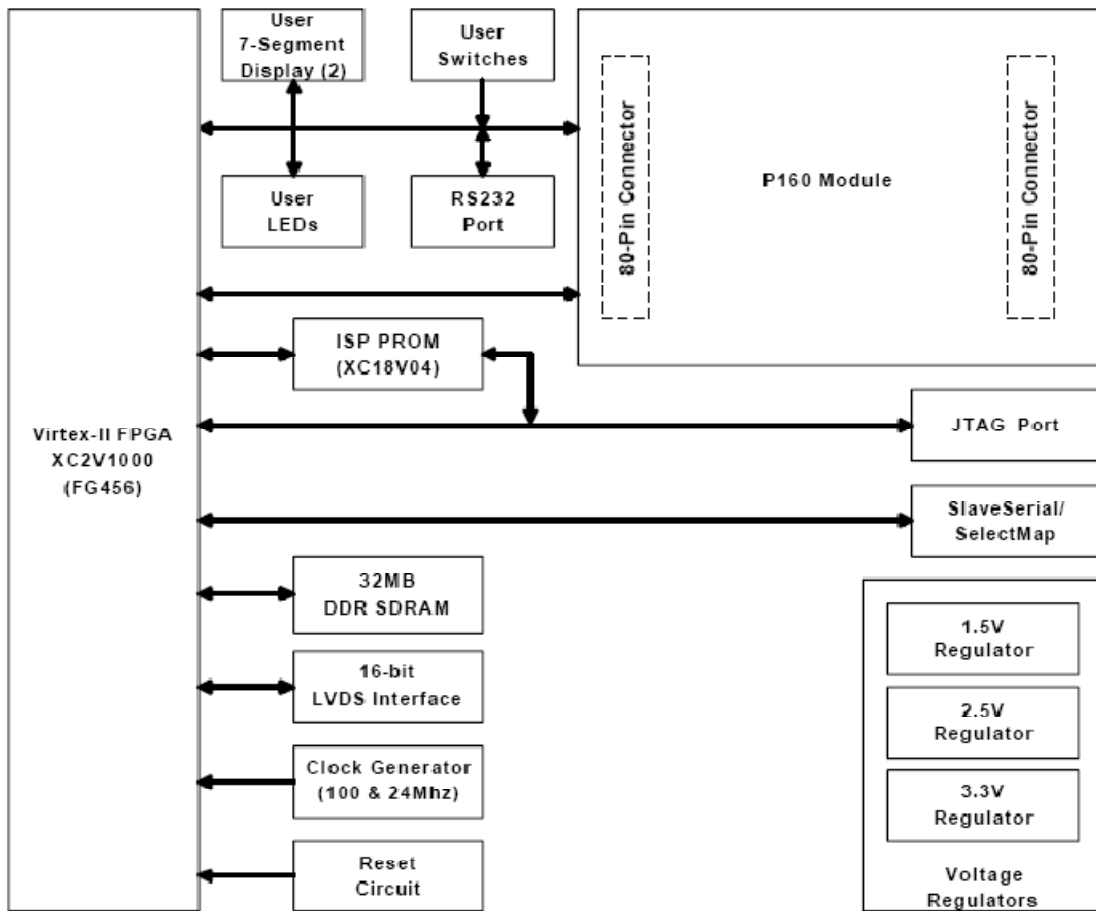 User
7-Segment
Display (2)
User
Switches
80-Pin Connector
P160 Module
80-Pin Connector
User
LEDs
RS232
Port
ISP PROM
(XC18V04)
Virtex-II FPGA
XC2V1000
(FG456)
JTAG Port
SlaveSerial/
SelectMap
32MB
DDR SDRAM
16-bit
LVDS Interface
Clock Generator
(100 & 24Mhz)
Reset
Circuit
1.5V
Regulator
2.5V
Regulator
3.3V
Regulator
Voltage
Regulators